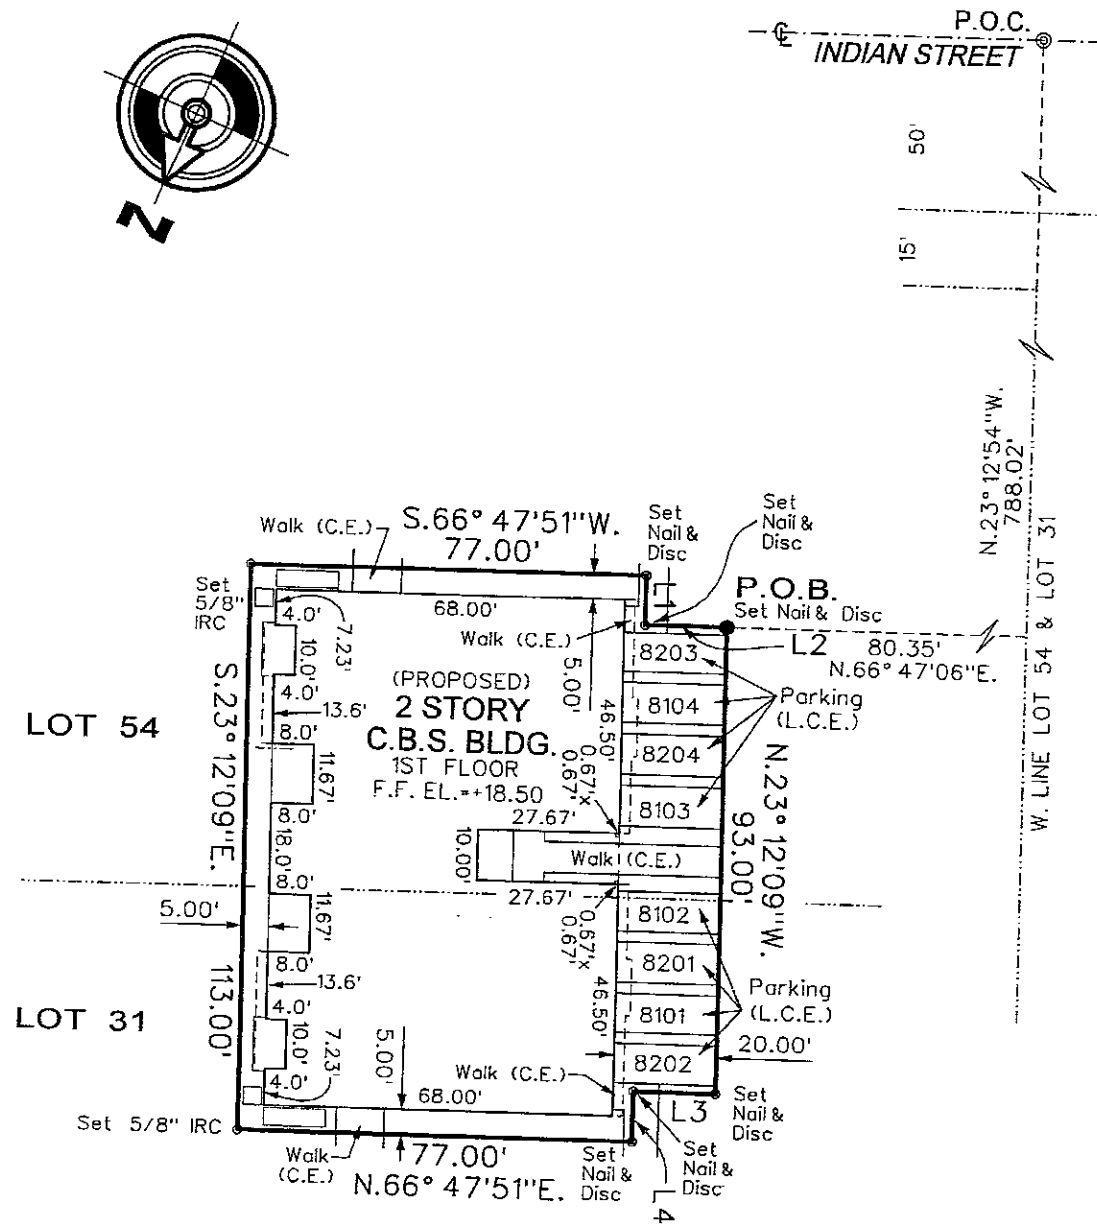 P.O.C.
℄
INDIAN STREET
50'
15'
N
N.23° 12'54"W.
788.02'
W. LINE LOT 54 & LOT 31
Walk (C.E.)
S.66° 47'51"W.
77.00'
Set
Nail &
Disc
Set
Nail &
Disc
P.O.B.
Set Nail & Disc
L1
L2
80.35'
N.66° 47'06"E.
Set
5/8"
IRC
68.00'
4.0'
7.23'
Walk (C.E.)
10.0'
5.00'
4.0'
13.6'
8.0'
11.67'
8.0'
18.0'
8.0'
11.67'
8.0'
13.6'
4.0'
10.0'
7.23'
4.0'
(PROPOSED)
2 STORY
C.B.S. BLDG.
1ST FLOOR
F.F. EL.=+18.50
46.50'
0.67'x
0.67'
27.67'
10.00'
Walk (C.E.)
27.67'
0.67'x
0.67'
46.50'
8203
8104
8204
8103
8102
8201
8101
8202
Parking
(L.C.E.)
Parking
(L.C.E.)
N.23° 12'09"W.
93.00'
20.00'
LOT 54
S.23° 12'09"E.
5.00'
113.00'
LOT 31
5.00'
Walk (C.E.)
68.00'
Set 5/8" IRC
Walk
(C.E.)
77.00'
N.66° 47'51"E.
Set
Nail &
Disc
L3
Set
Nail &
Disc
Set
Nail &
Disc
L4